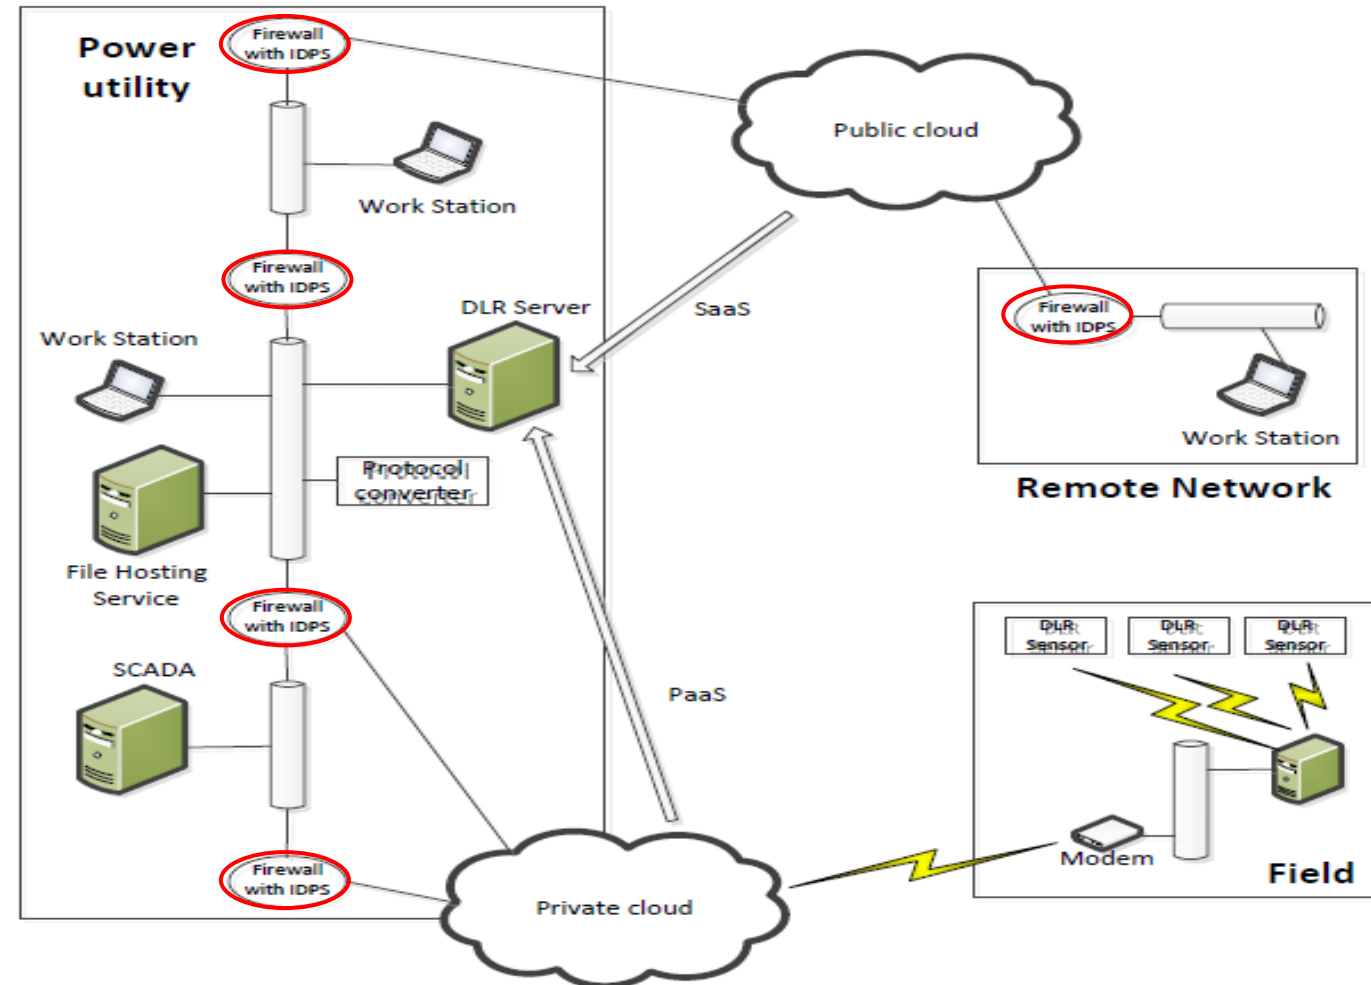 Power
utility
Firewall
with IDPS
Public cloud
Work Station
Firewall
with IDPS
DLR Server
SaaS
Firewall
with IDPS
Work Station
Work Station
Remote Network
Protocol
converter
File Hosting
Service
Firewall
with IDPS
SCADA
PaaS
DLR
Sensor
DLR
Sensor
DLR
Sensor
Modem
Field
Firewall
with IDPS
Private cloud